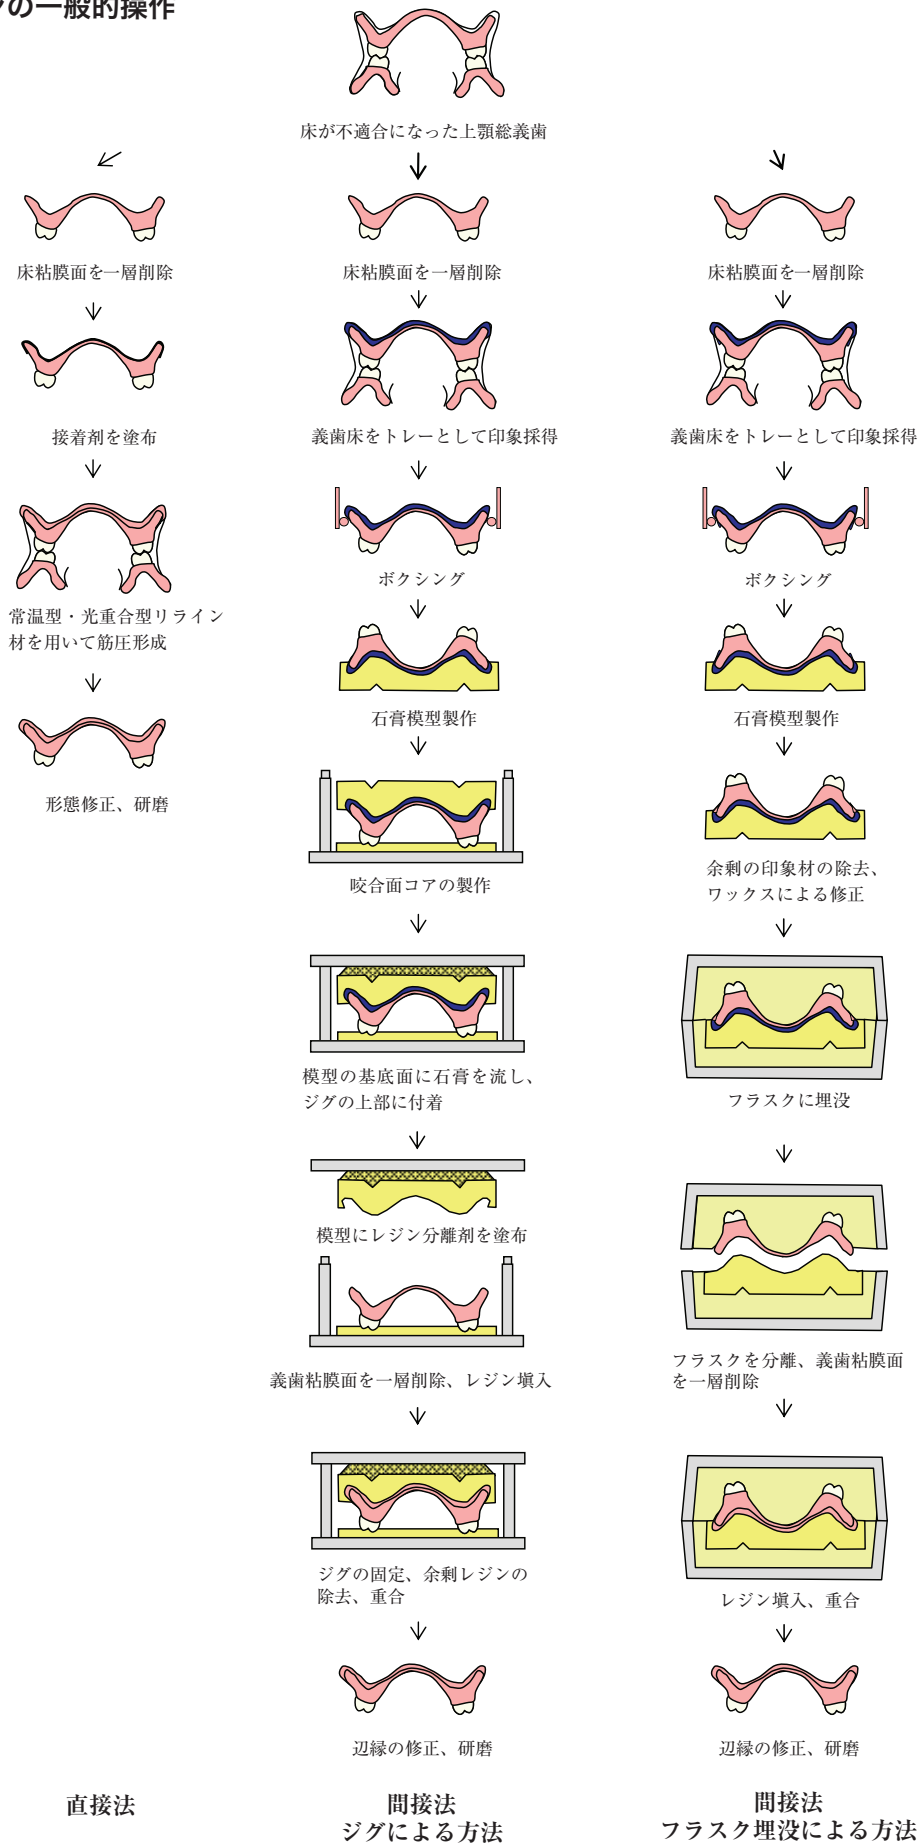 の一般的操作
床が不適合になった上顎総義歯
床粘膜面を一層削除
接着剤を塗布
常温型・光重合型リライン
材を用いて筋圧形成
形態修正、研磨
直接法
床粘膜面を一層削除
義歯床をトレーとして印象採得
ボクシング
石膏模型製作
咬合面コアの製作
模型の基底面に石膏を流し、
ジグの上部に付着
模型にレジン分離剤を塗布
義歯粘膜面を一層削除、レジン塡入
ジグの固定、余剰レジンの
除去、重合
辺縁の修正、研磨
間接法
ジグによる方法
床粘膜面を一層削除
義歯床をトレーとして印象採得
ボクシング
石膏模型製作
余剰の印象材の除去、
ワックスによる修正
フラスクに埋没
フラスクを分離、義歯粘膜面
を一層削除
レジン塡入、重合
辺縁の修正、研磨
間接法
フラスク埋没による方法